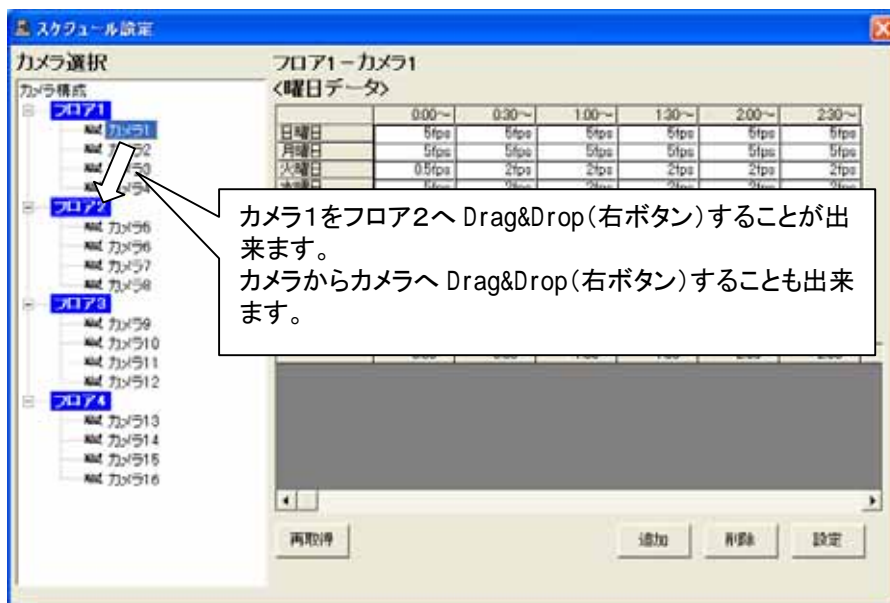 スケジュール設定
カメラ選択
カメラ構成
フロア1
カメラ1
カメラ2
カメラ3
カメラ4
フロア2
カメラ5
カメラ6
カメラ7
カメラ8
フロア3
カメラ9
カメラ10
カメラ11
カメラ12
フロア4
カメラ13
カメラ14
カメラ15
カメラ16
フロア1-カメラ1
<曜日データ>
0:00~ 0:30~ 1:00~ 1:30~ 2:00~ 2:30~
日曜日 5fps 5fps 5fps 5fps 5fps 5fps
月曜日 5fps 5fps 5fps 5fps 5fps 5fps
火曜日 0.5fps 2fps 2fps 2fps 2fps 2fps
カメラ1をフロア2へ Drag&Drop(右ボタン)することが出
来ます。
カメラからカメラへ Drag&Drop(右ボタン)することも出来
ます。
再取得 追加 削除 設定